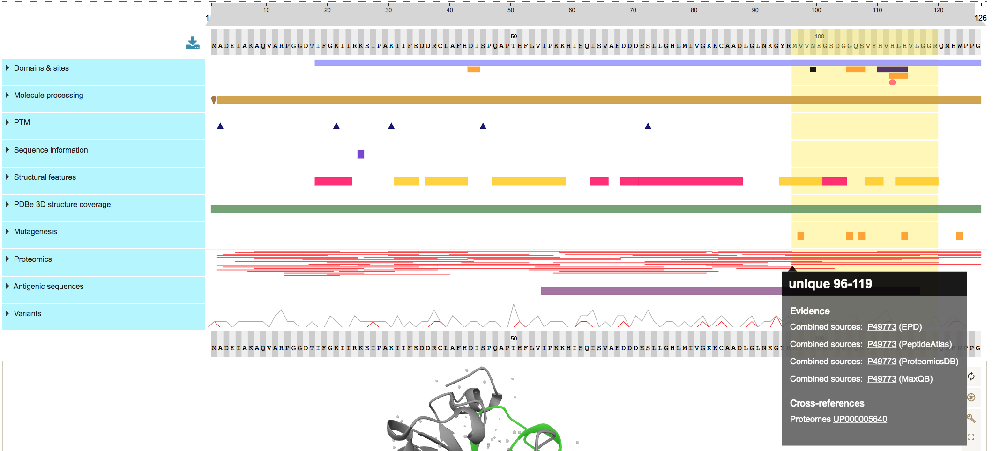 10 20 30 40 50 60 70 80 90 100 110 120
1 126
50 100
MADEIAKAQVARPGGDTIFGKIIRKEIPAKIIFEDDRCLAFHDISPQAPTHFLVIPKKHISQISVAEDDDESLLGHLMIVGKKCAADLGLNKGYRMVVNEGSDGGQSVYHVHLHVLGGRQMHWPPG
Domains & sites
Molecule processing
PTM
Sequence information
Structural features
PDBe 3D structure coverage
Mutagenesis
Proteomics
Antigenic sequences
Variants
unique 96-119
Evidence
Combined sources: P49773 (EPD)
Combined sources: P49773 (PeptideAtlas)
Combined sources: P49773 (ProteomicsDB)
Combined sources: P49773 (MaxQB)
Cross-references
Proteomes UP000005640
50 100
MADEIAKAQVARPGGDTIFGKIIRKEIPAKIIFEDDRCLAFHDISPQAPTHFLVIPKKHISQISVAEDDDESLLGHLMIVGKKCAADLGLNKGYR PPG